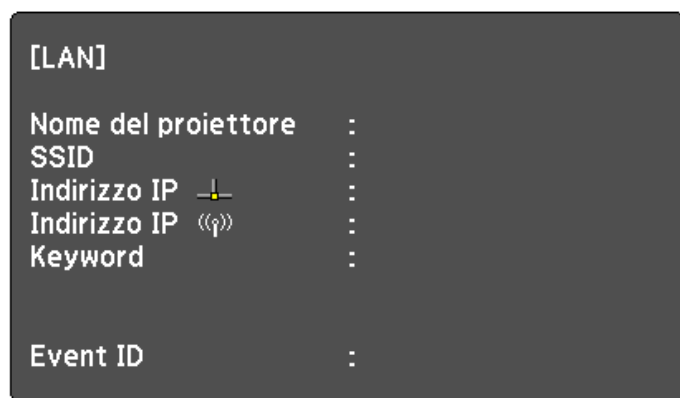 [LAN]
Nome del proiettore :
SSID :
Indirizzo IP :
Indirizzo IP :
Keyword :
Event ID :